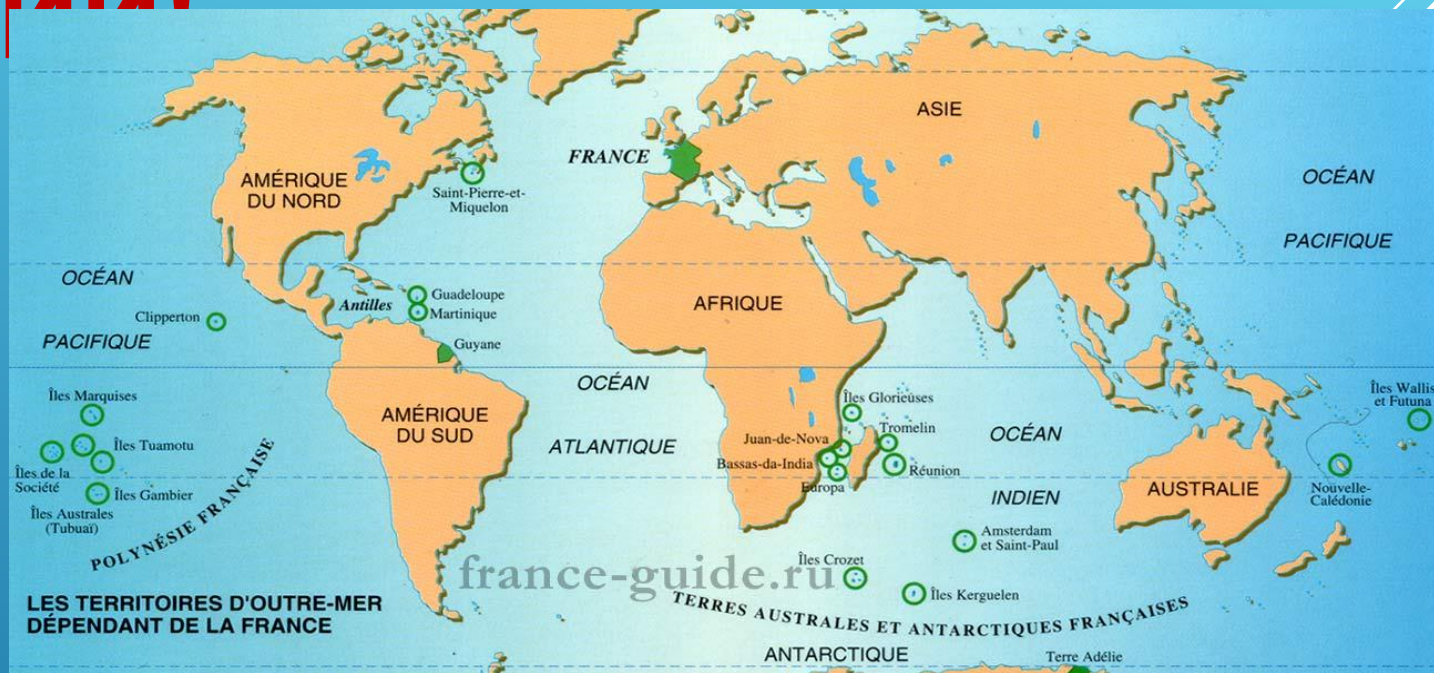 ASIE
FRANCE
AMÉRIQUE
DU NORD
Saint-Pierre-et-
Miquelon
OCÉAN
PACIFIQUE
OCÉAN
PACIFIQUE
Antilles
Guadeloupe
Martinique
Clipperton
Guyane
AFRIQUE
OCÉAN
ATLANTIQUE
Îles Marquises
Îles Tuamotu
Îles de la
Société
Îles Gambier
Îles Australes
(Tubuaï)
POLYNÉSIE FRANÇAISE
AMÉRIQUE
DU SUD
Îles Glorieuses
Juan-de-Nova
Tromelin
Bassas-da-India
Réunion
Europa
OCÉAN
INDIEN
Îles Wallis
et Futuna
AUSTRALIE
Nouvelle-
Calédonie
Amsterdam
et Saint-Paul
Îles Crozet
Îles Kerguelen
france-guide.ru
TERRES AUSTRALES ET ANTARCTIQUES FRANÇAISES
LES TERRITOIRES D'OUTRE-MER
DÉPENDANT DE LA FRANCE
ANTARCTIQUE
Terre Adélie